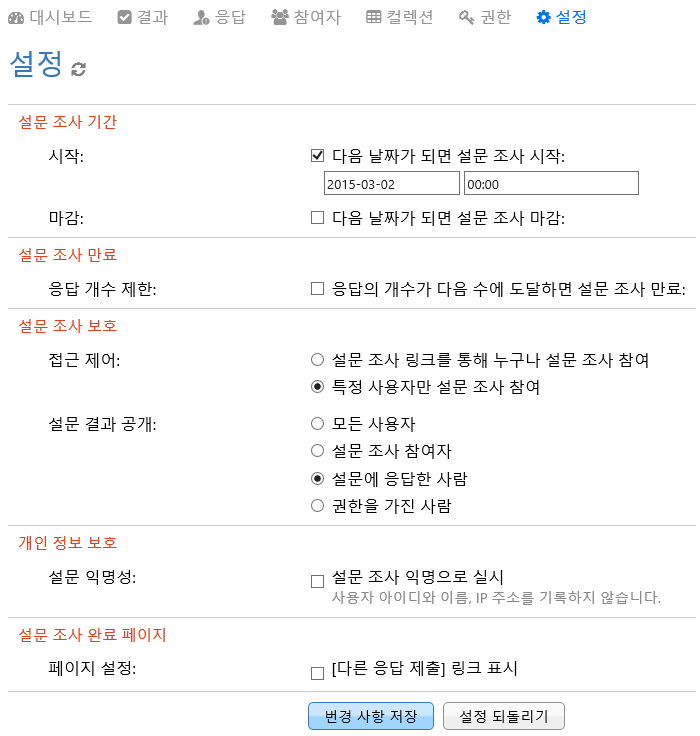 대시보드 결과 응답 참여자 컬렉션 권한 설정
설정
설문 조사 기간
시작: 다음 날짜가 되면 설문 조사 시작:
2015-03-02 00:00
마감: 다음 날짜가 되면 설문 조사 마감:
설문 조사 만료
응답 개수 제한: 응답의 개수가 다음 수에 도달하면 설문 조사 만료:
설문 조사 보호
접근 제어: 설문 조사 링크를 통해 누구나 설문 조사 참여
특정 사용자만 설문 조사 참여
설문 결과 공개: 모든 사용자
설문 조사 참여자
설문에 응답한 사람
권한을 가진 사람
개인 정보 보호
설문 익명성: 설문 조사 익명으로 실시
사용자 아이디와 이름, IP 주소를 기록하지 않습니다.
설문 조사 완료 페이지
페이지 설정: [다른 응답 제출] 링크 표시
변경 사항 저장 설정 되돌리기